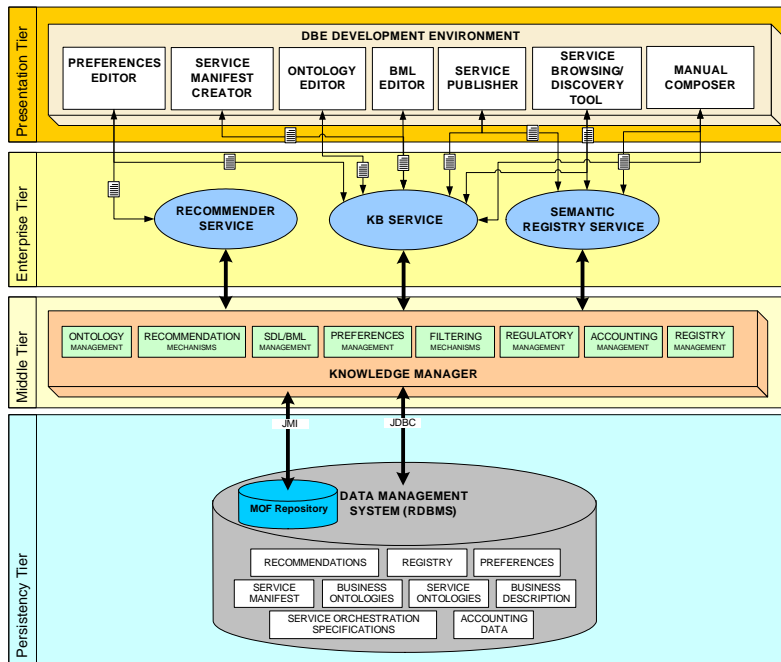 Presentation Tier
DBE DEVELOPMENT ENVIRONMENT
PREFERENCES
EDITOR
SERVICE
MANIFEST
CREATOR
ONTOLOGY
EDITOR
BML
EDITOR
SERVICE
PUBLISHER
SERVICE
BROWSING/
DISCOVERY
TOOL
MANUAL
COMPOSER
Enterprise Tier
RECOMMENDER
SERVICE
KB SERVICE
SEMANTIC
REGISTRY SERVICE
Middle Tier
ONTOLOGY
MANAGEMENT
RECOMMENDATION
MECHANISMS
SDL/BML
MANAGEMENT
PREFERENCES
MANAGEMENT
FILTERING
MECHANISMS
REGULATORY
MANAGEMENT
ACCOUNTING
MANAGEMENT
REGISTRY
MANAGEMENT
KNOWLEDGE MANAGER
JMI
JDBC
Persistency Tier
DATA MANAGEMENT
SYSTEM (RDBMS)
MOF Repository
RECOMMENDATIONS
REGISTRY
PREFERENCES
SERVICE
MANIFEST
BUSINESS
ONTOLOGIES
SERVICE
ONTOLOGIES
BUSINESS
DESCRIPTION
SERVICE ORCHESTRATION
SPECIFICATIONS
ACCOUNTING
DATA